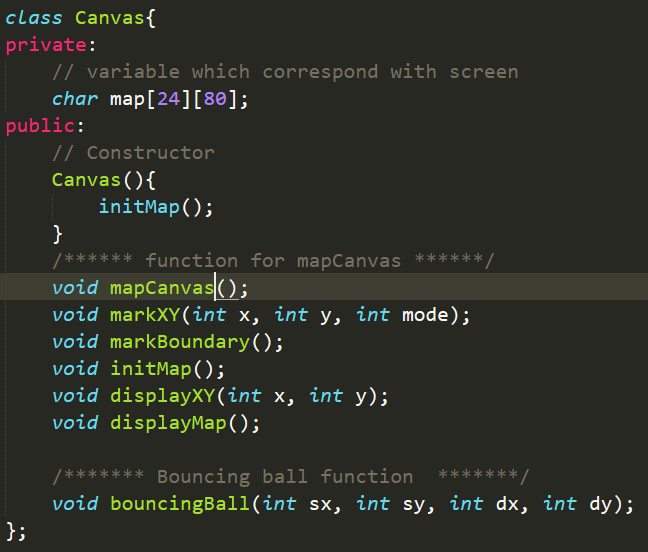 class Canvas{
private:
    // variable which correspond with screen
    char map[24][80];
public:
    // Constructor
    Canvas(){
        initMap();
    }
    /****** function for mapCanvas ******/
    void mapCanvas();
    void markXY(int x, int y, int mode);
    void markBoundary();
    void initMap();
    void displayXY(int x, int y);
    void displayMap();

    /******* Bouncing ball function  *******/
    void bouncingBall(int sx, int sy, int dx, int dy);
};